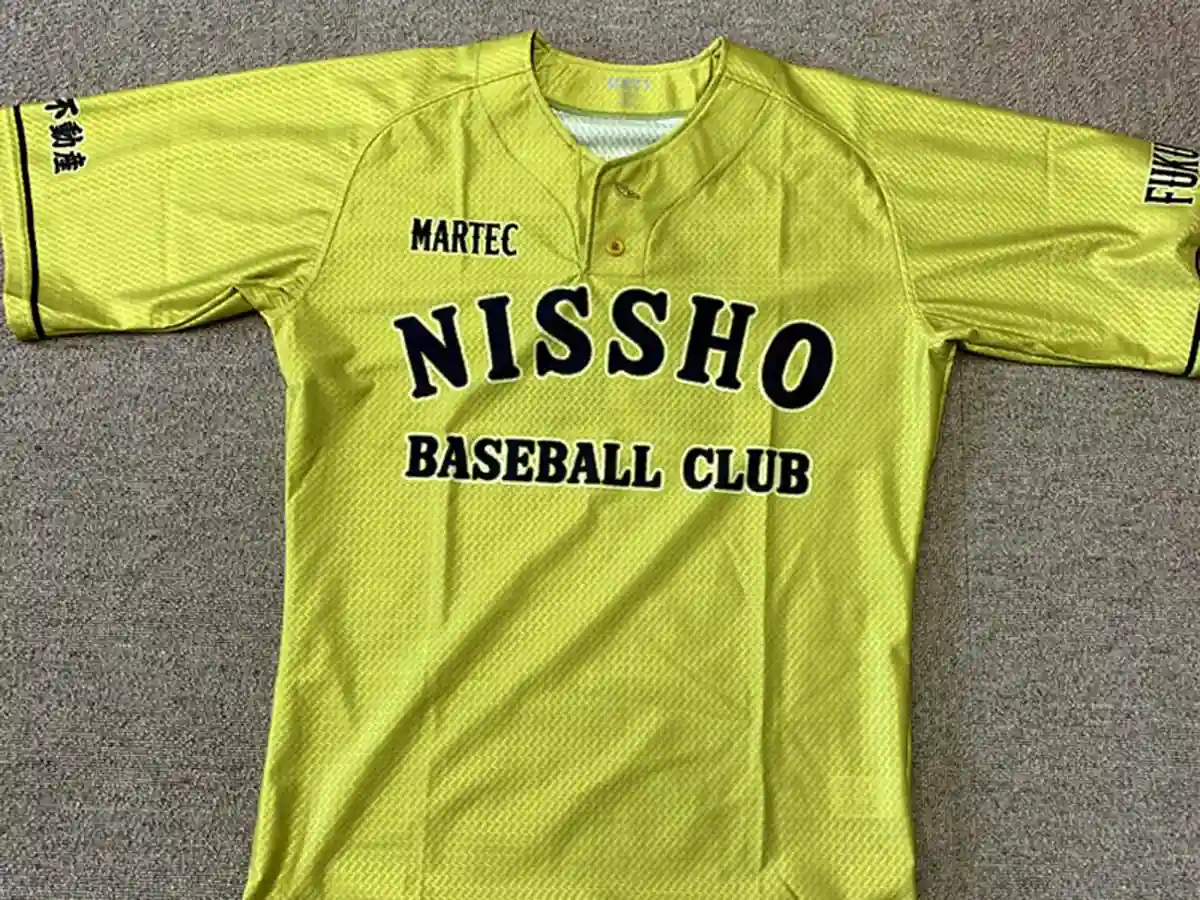 不動産
MARTEC
NISSHO
BASEBALL CLUB